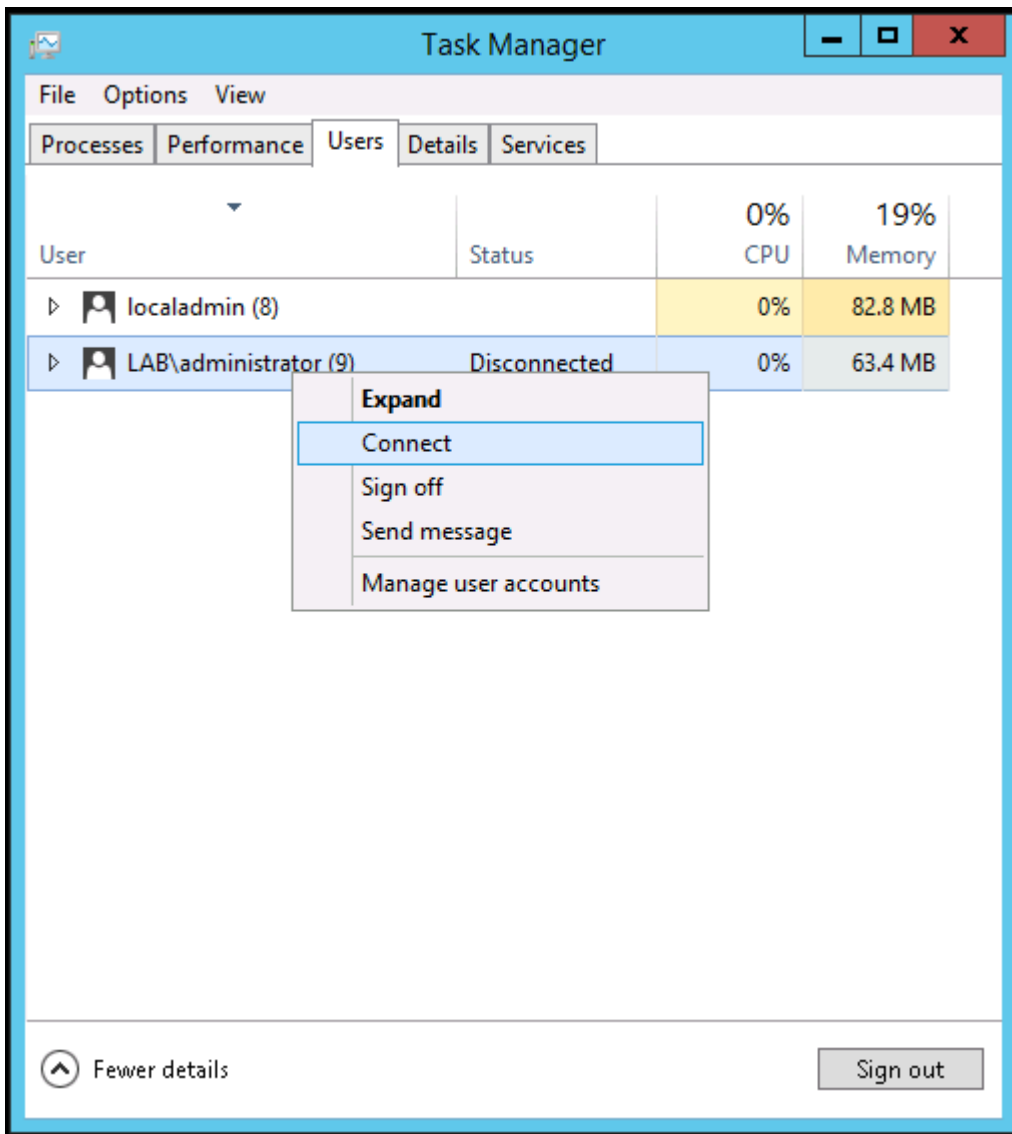 Task Manager
File Options View
Processes Performance Users Details Services
0% 19%
User Status CPU Memory
localadmin (8) 0% 82.8 MB
LAB\administrator (9) Disconnected 0% 63.4 MB
Expand
Connect
Sign off
Send message
Manage user accounts
Fewer details Sign out